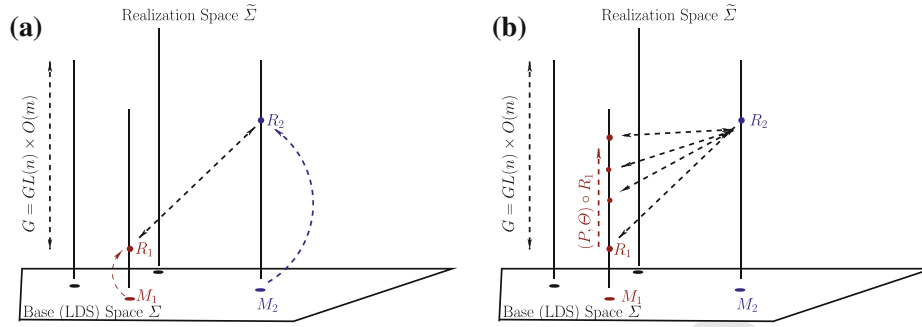 (a)
Realization Space Σ̃
G = GL(n) × O(m)
R₂
R₁
M₁
M₂
Base (LDS) Space Σ
(b)
Realization Space Σ̃
G = GL(n) × O(m)
(P, Θ) ∘ R₁
R₂
R₁
M₁
M₂
Base (LDS) Space Σ